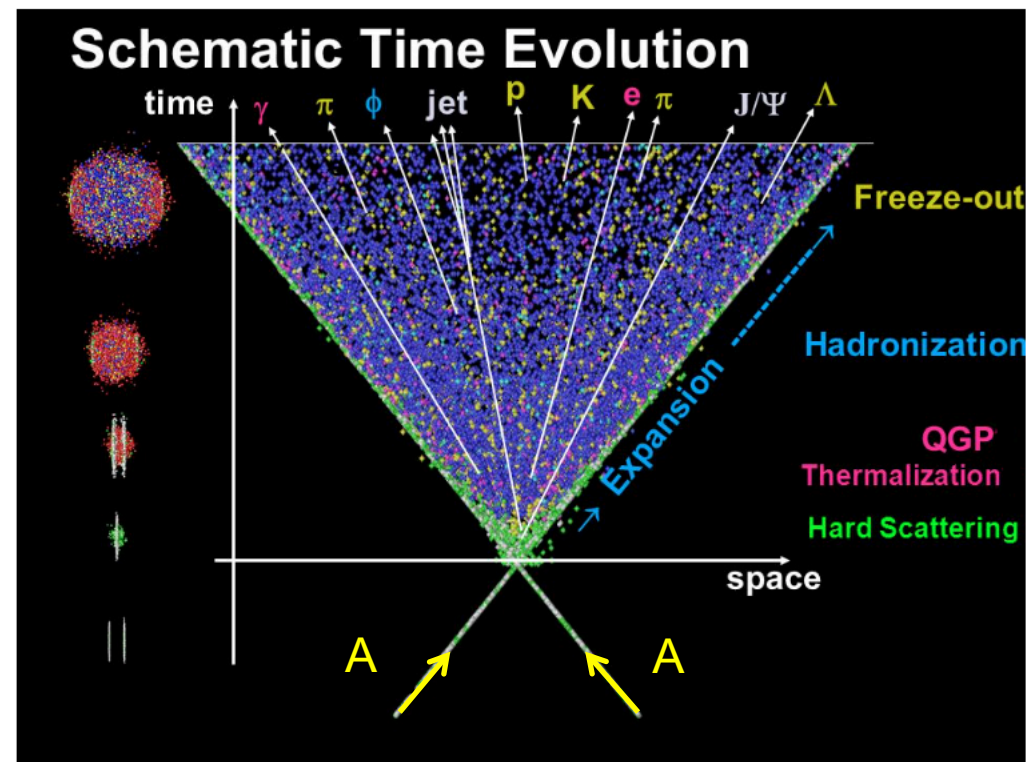 Schematic Time Evolution
time γ π ϕ jet p K e π J/Ψ Λ
Freeze-out
Hadronization
Expansion
QGP
Thermalization
Hard Scattering
space
A A